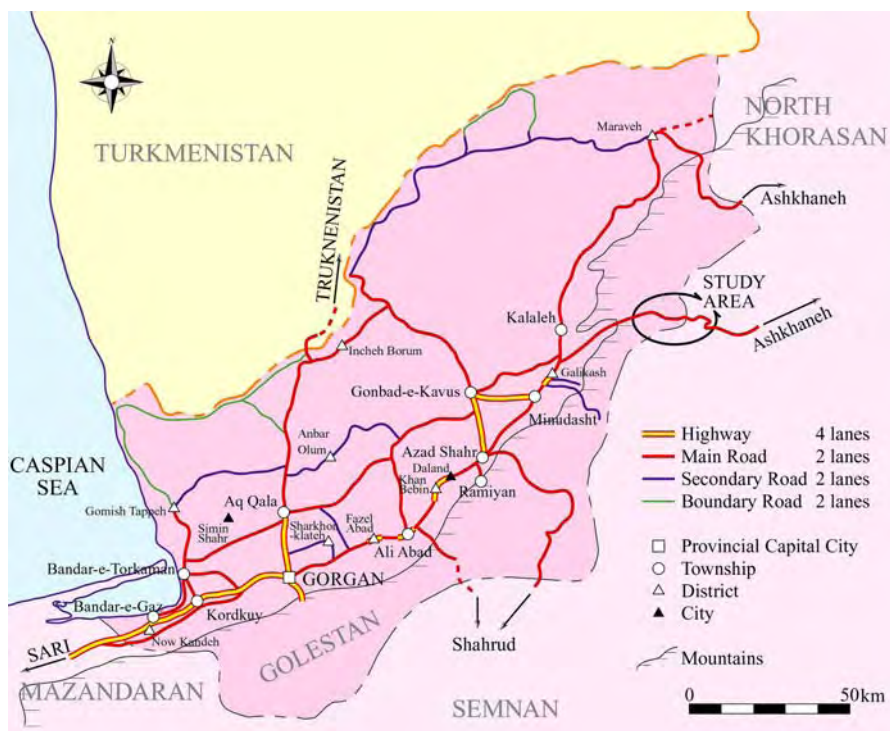 N
TURKMENISTAN
NORTH
KHORASAN
Maraveh
Ashkhaneh
TRUKNENISTAN
STUDY
AREA
Kalaleh
Ashkhaneh
Incheh Borum
Galikash
Gonbad-e-Kavus
Minudasht
Anbar
Olum
Azad Shahr
Daland
Khan
Bebin
Ramiyan
CASPIAN
SEA
Gomish Tappeh
Aq Qala
Simin
Shahr
Sharkhon
-klateh
Fazel
Abad
Ali Abad
Bandar-e-Torkaman
GORGAN
Bandar-e-Gaz
Kordkuy
Now Kandeh
SARI
Shahrud
GOLESTAN
MAZANDARAN
SEMNAN
Highway 4 lanes
Main Road 2 lanes
Secondary Road 2 lanes
Boundary Road 2 lanes
Provincial Capital City
Township
District
City
Mountains
0 50km